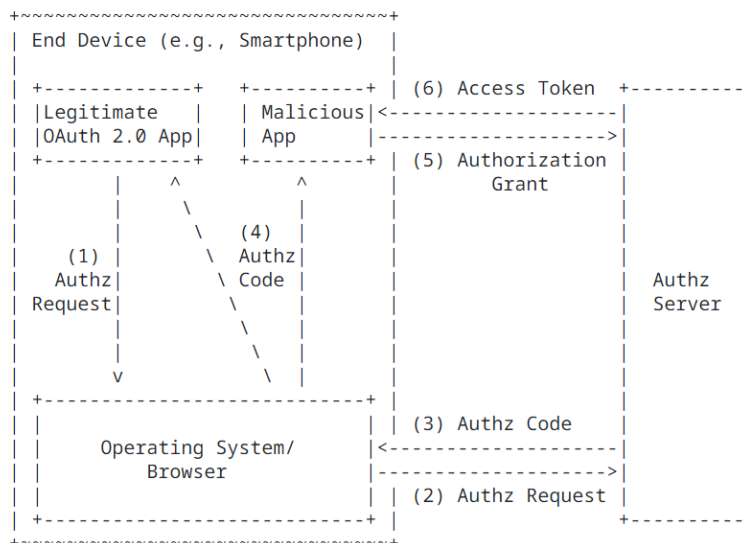 End Device (e.g., Smartphone)
(6) Access Token
Legitimate
OAuth 2.0 App
Malicious
App
(5) Authorization
Grant
(4)
Authz
Code
(1)
Authz
Request
Authz
Server
(3) Authz Code
Operating System/
Browser
(2) Authz Request